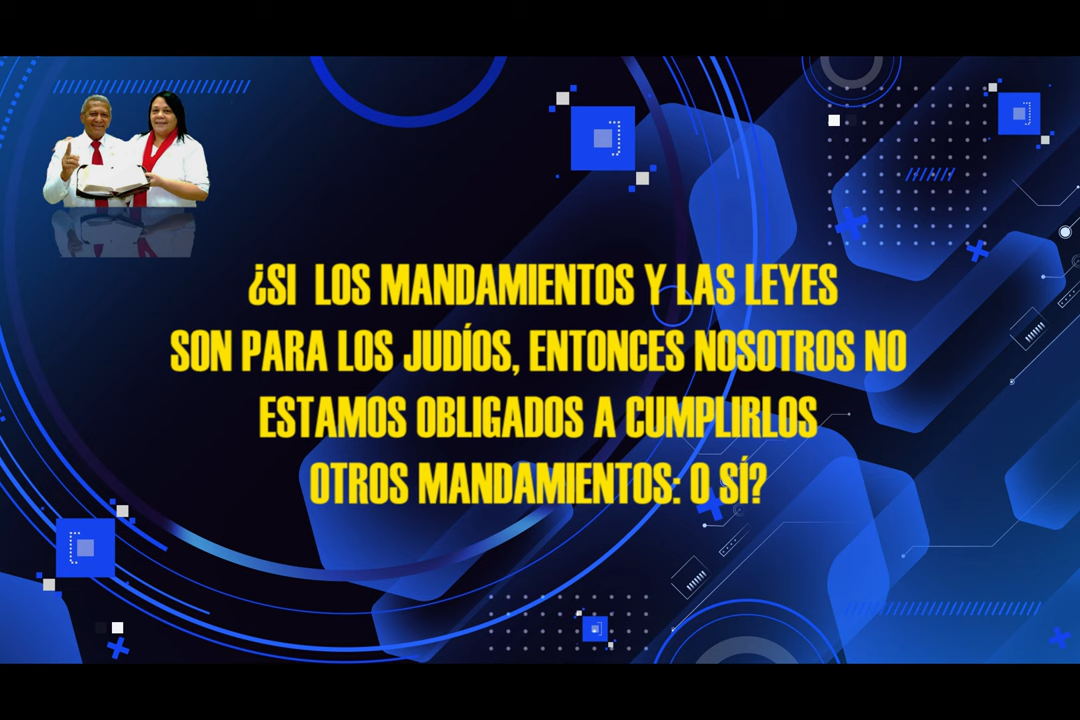 ¿SI LOS MANDAMIENTOS Y LAS LEYES
SON PARA LOS JUDÍOS, ENTONCES NOSOTROS NO
ESTAMOS OBLIGADOS A CUMPLIRLOS
OTROS MANDAMIENTOS: O SÍ?